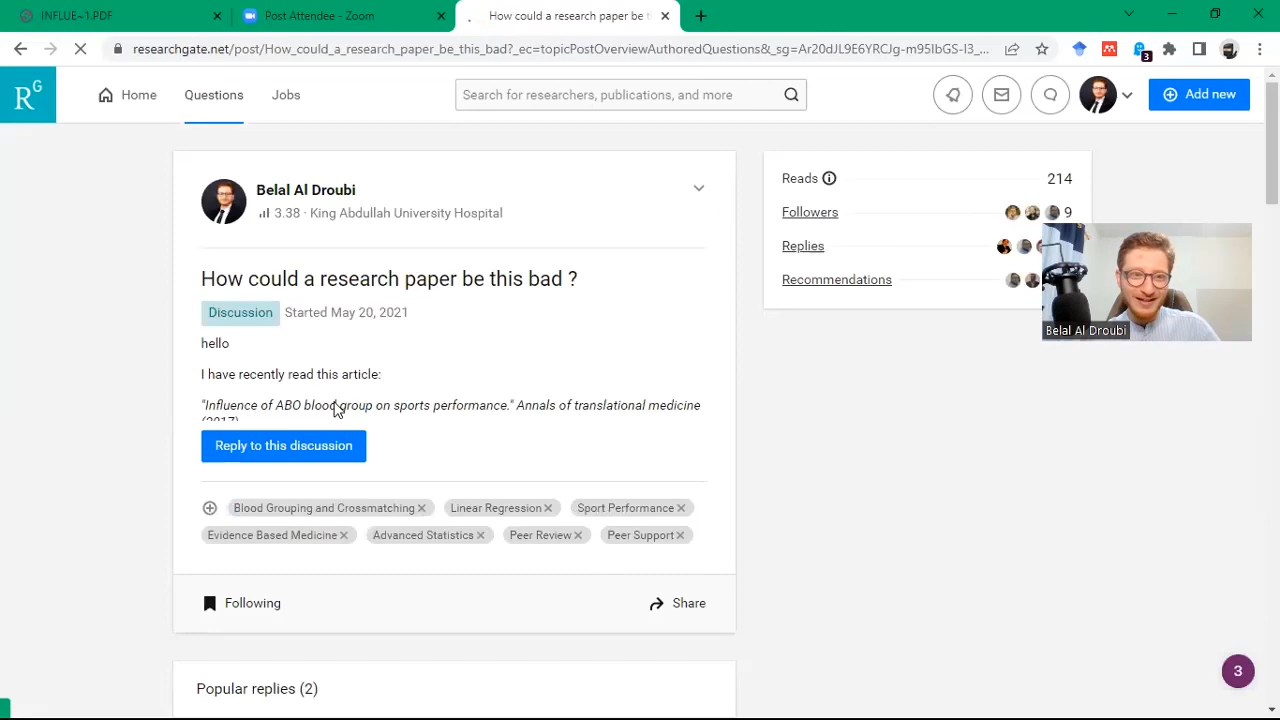 INFLUE~1.PDF
Post Attendee - Zoom
How could a research paper be t
researchgate.net/post/How_could_a_research_paper_be_this_bad?_ec=topicPostOverviewAuthoredQuestions&_sg=Ar20dJL9E6YRCJg-m95IbGS-I3_...
3
RG
Home
Questions
Jobs
Search for researchers, publications, and more
Add new
Belal Al Droubi
3.38 · King Abdullah University Hospital
How could a research paper be this bad ?
Discussion
Started May 20, 2021
hello
I have recently read this article:
"Influence of ABO blood group on sports performance." Annals of translational medicine
(2017)
Reply to this discussion
Blood Grouping and Crossmatching
Linear Regression
Sport Performance
Evidence Based Medicine
Advanced Statistics
Peer Review
Peer Support
Following
Share
Popular replies (2)
Reads
214
Followers
9
Replies
Recommendations
Belal Al Droubi
3